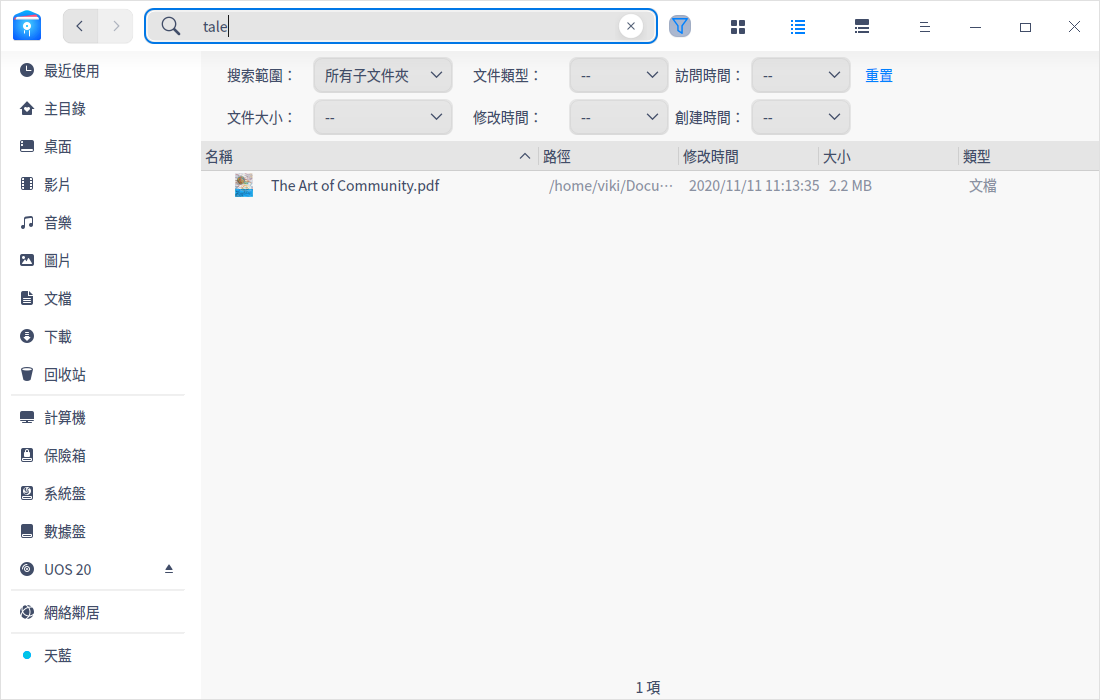 tale
搜索範圍： 所有子文件夾 文件類型： -- 訪問時間： -- 重置
文件大小： -- 修改時間： -- 創建時間： --
名稱 路徑 修改時間 大小 類型
The Art of Community.pdf /home/viki/Docu··· 2020/11/11 11:13:35 2.2 MB 文檔
最近使用
主目錄
桌面
影片
音樂
圖片
文檔
下載
回收站
計算機
保險箱
系統盤
數據盤
UOS 20
網絡鄰居
天藍
1 項